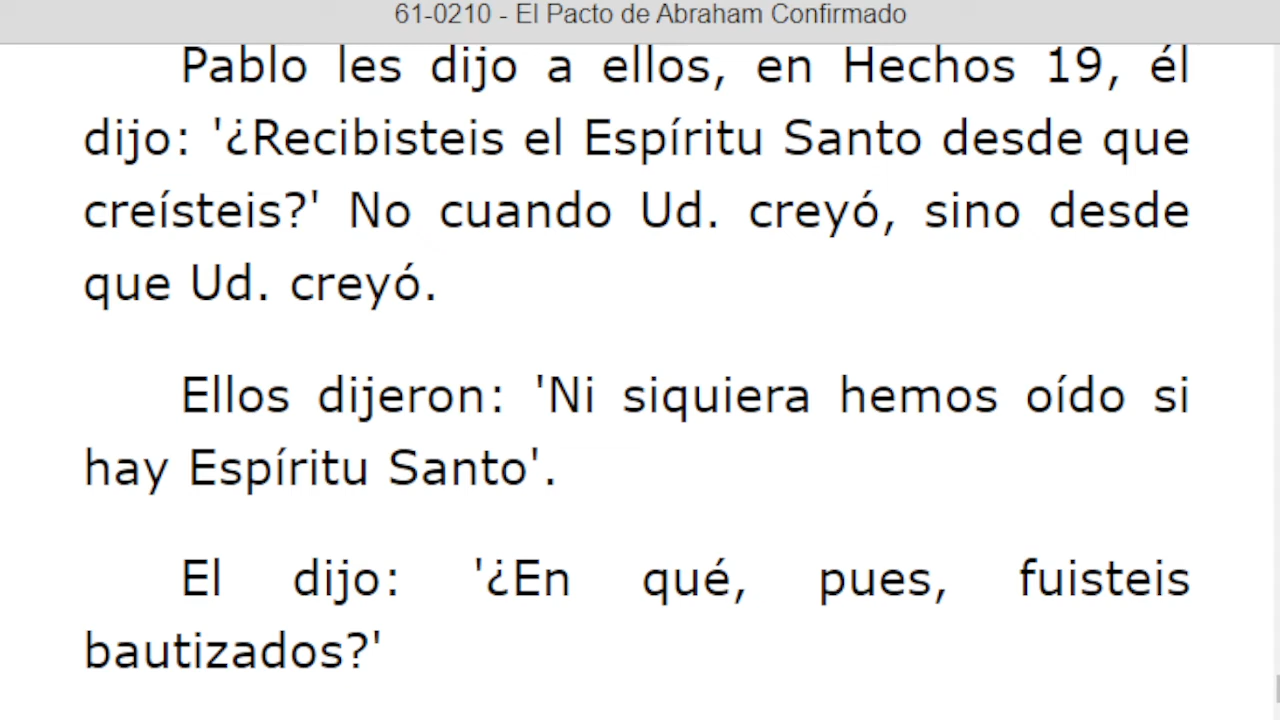 61-0210 - El Pacto de Abraham Confirmado
Pablo les dijo a ellos, en Hechos 19, él
dijo: '¿Recibisteis el Espíritu Santo desde que
creísteis?' No cuando Ud. creyó, sino desde
que Ud. creyó.
Ellos dijeron: 'Ni siquiera hemos oído si
hay Espíritu Santo'.
El dijo: '¿En qué, pues, fuisteis
bautizados?'